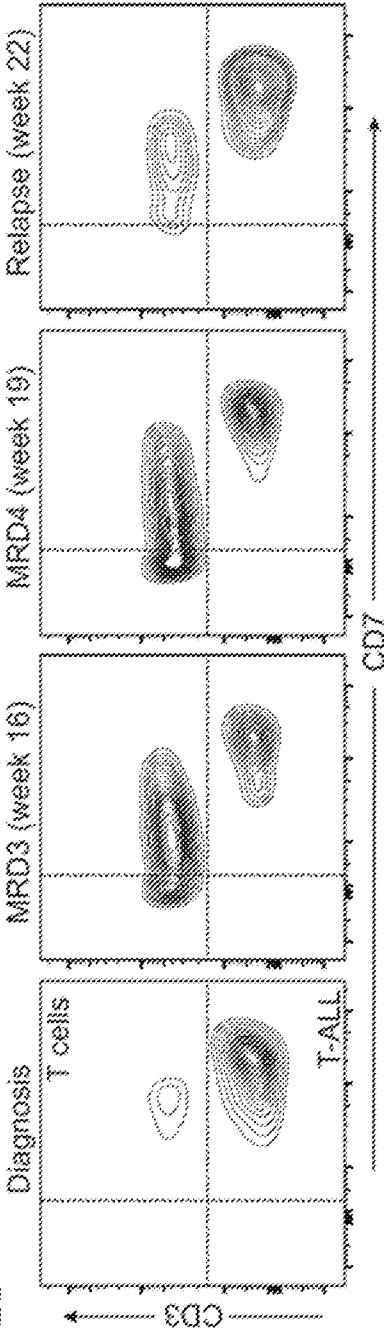 Diagnosis
MRD3 (week 16)
MRD4 (week 19)
Relapse (week 22)
T cells
T-ALL
CD3
CD7